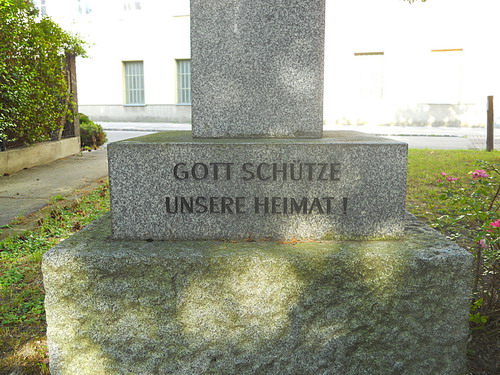 GOTT SCHÜTZE
UNSERE HEIMAT !